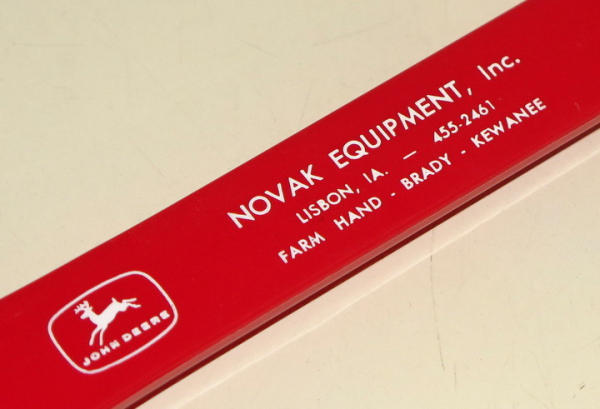 NOVAK EQUIPMENT, Inc.
LISBON, IA. — 455-2461
FARM HAND - BRADY - KEWANEE
JOHN DEERE